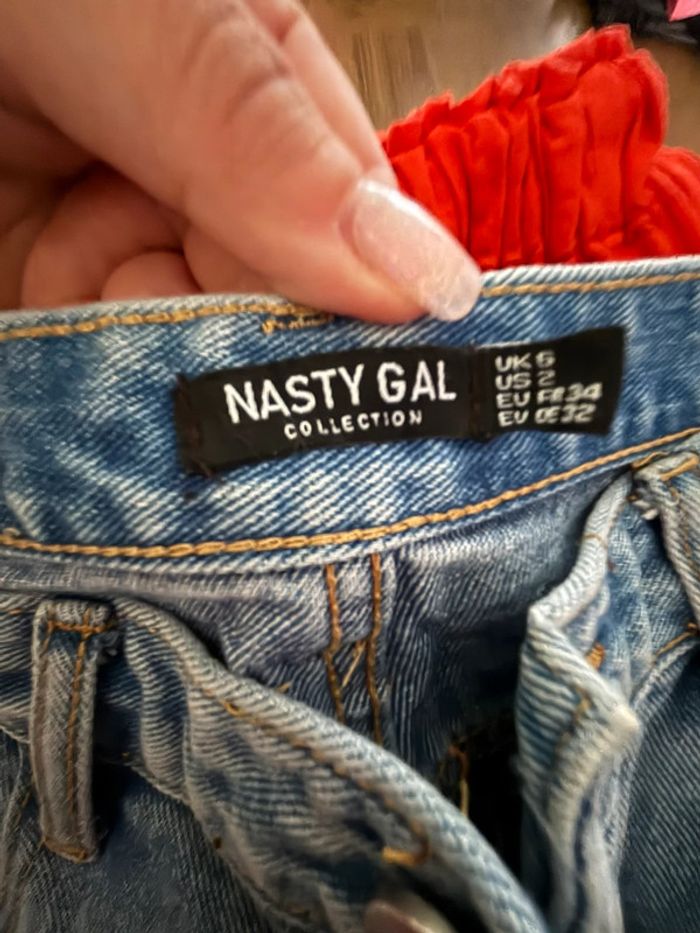 NASTY GAL
COLLECTION
UK 6
US 2
EU FR 34
EU DE 32